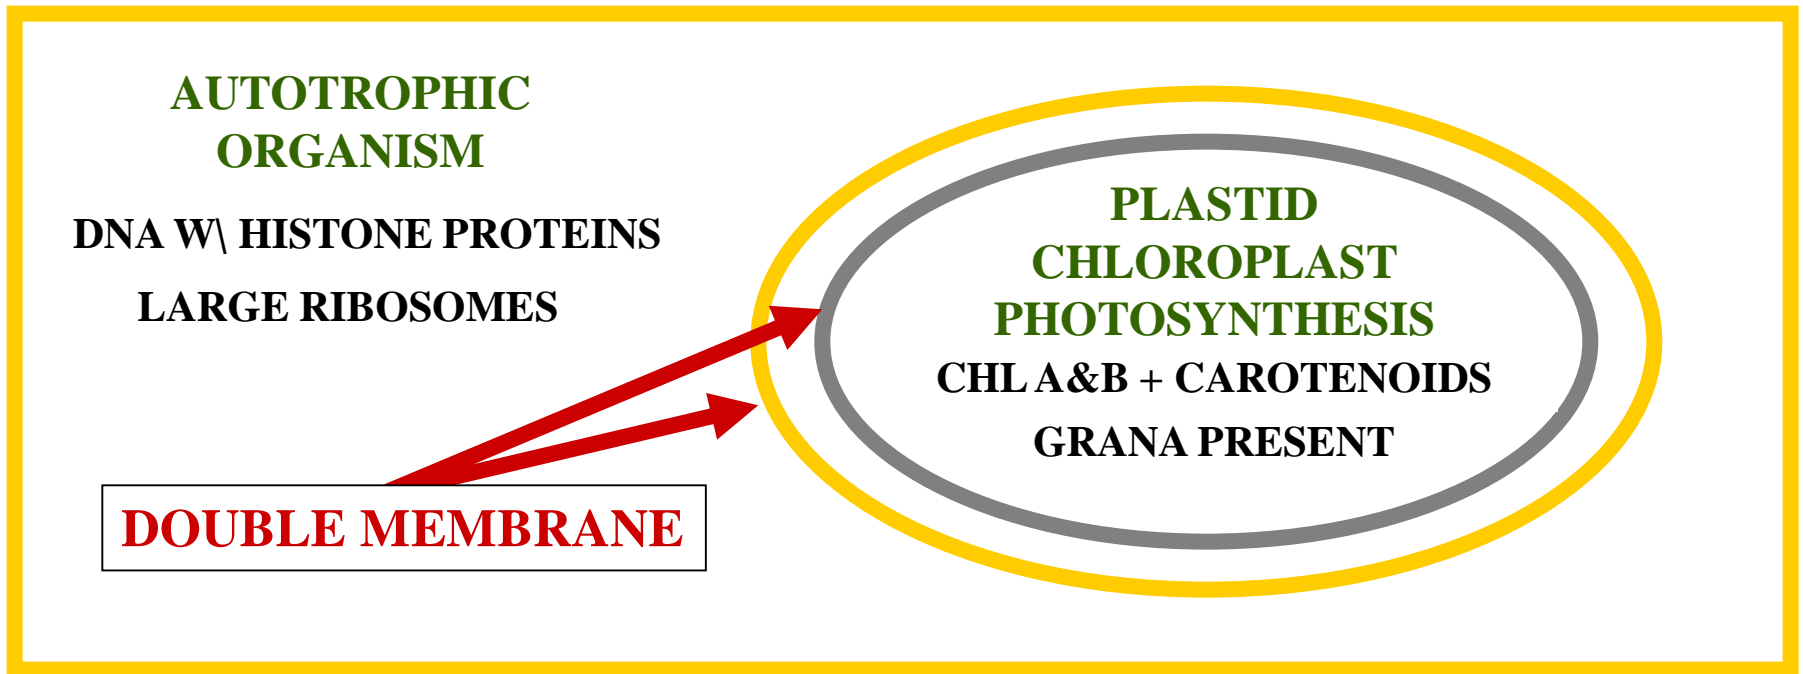 AUTOTROPHIC
ORGANISM
DNA W\ HISTONE PROTEINS
LARGE RIBOSOMES
DOUBLE MEMBRANE
PLASTID
CHLOROPLAST
PHOTOSYNTHESIS
CHL A&B + CAROTENOIDS
GRANA PRESENT